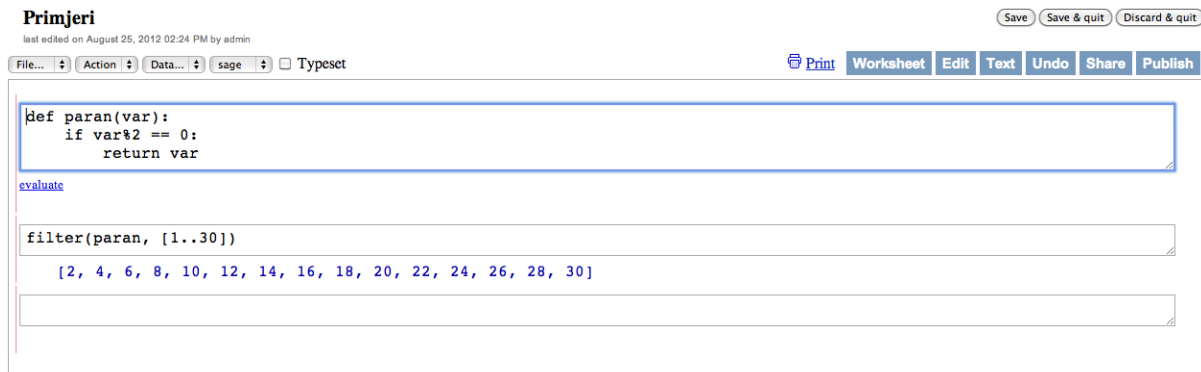 Primjeri
Save Save & quit Discard & quit
last edited on August 25, 2012 02:24 PM by admin
File... Action Data... sage Typeset Print Worksheet Edit Text Undo Share Publish
def paran(var):
    if var%2 == 0:
        return var
evaluate
filter(paran, [1..30])
[2, 4, 6, 8, 10, 12, 14, 16, 18, 20, 22, 24, 26, 28, 30]